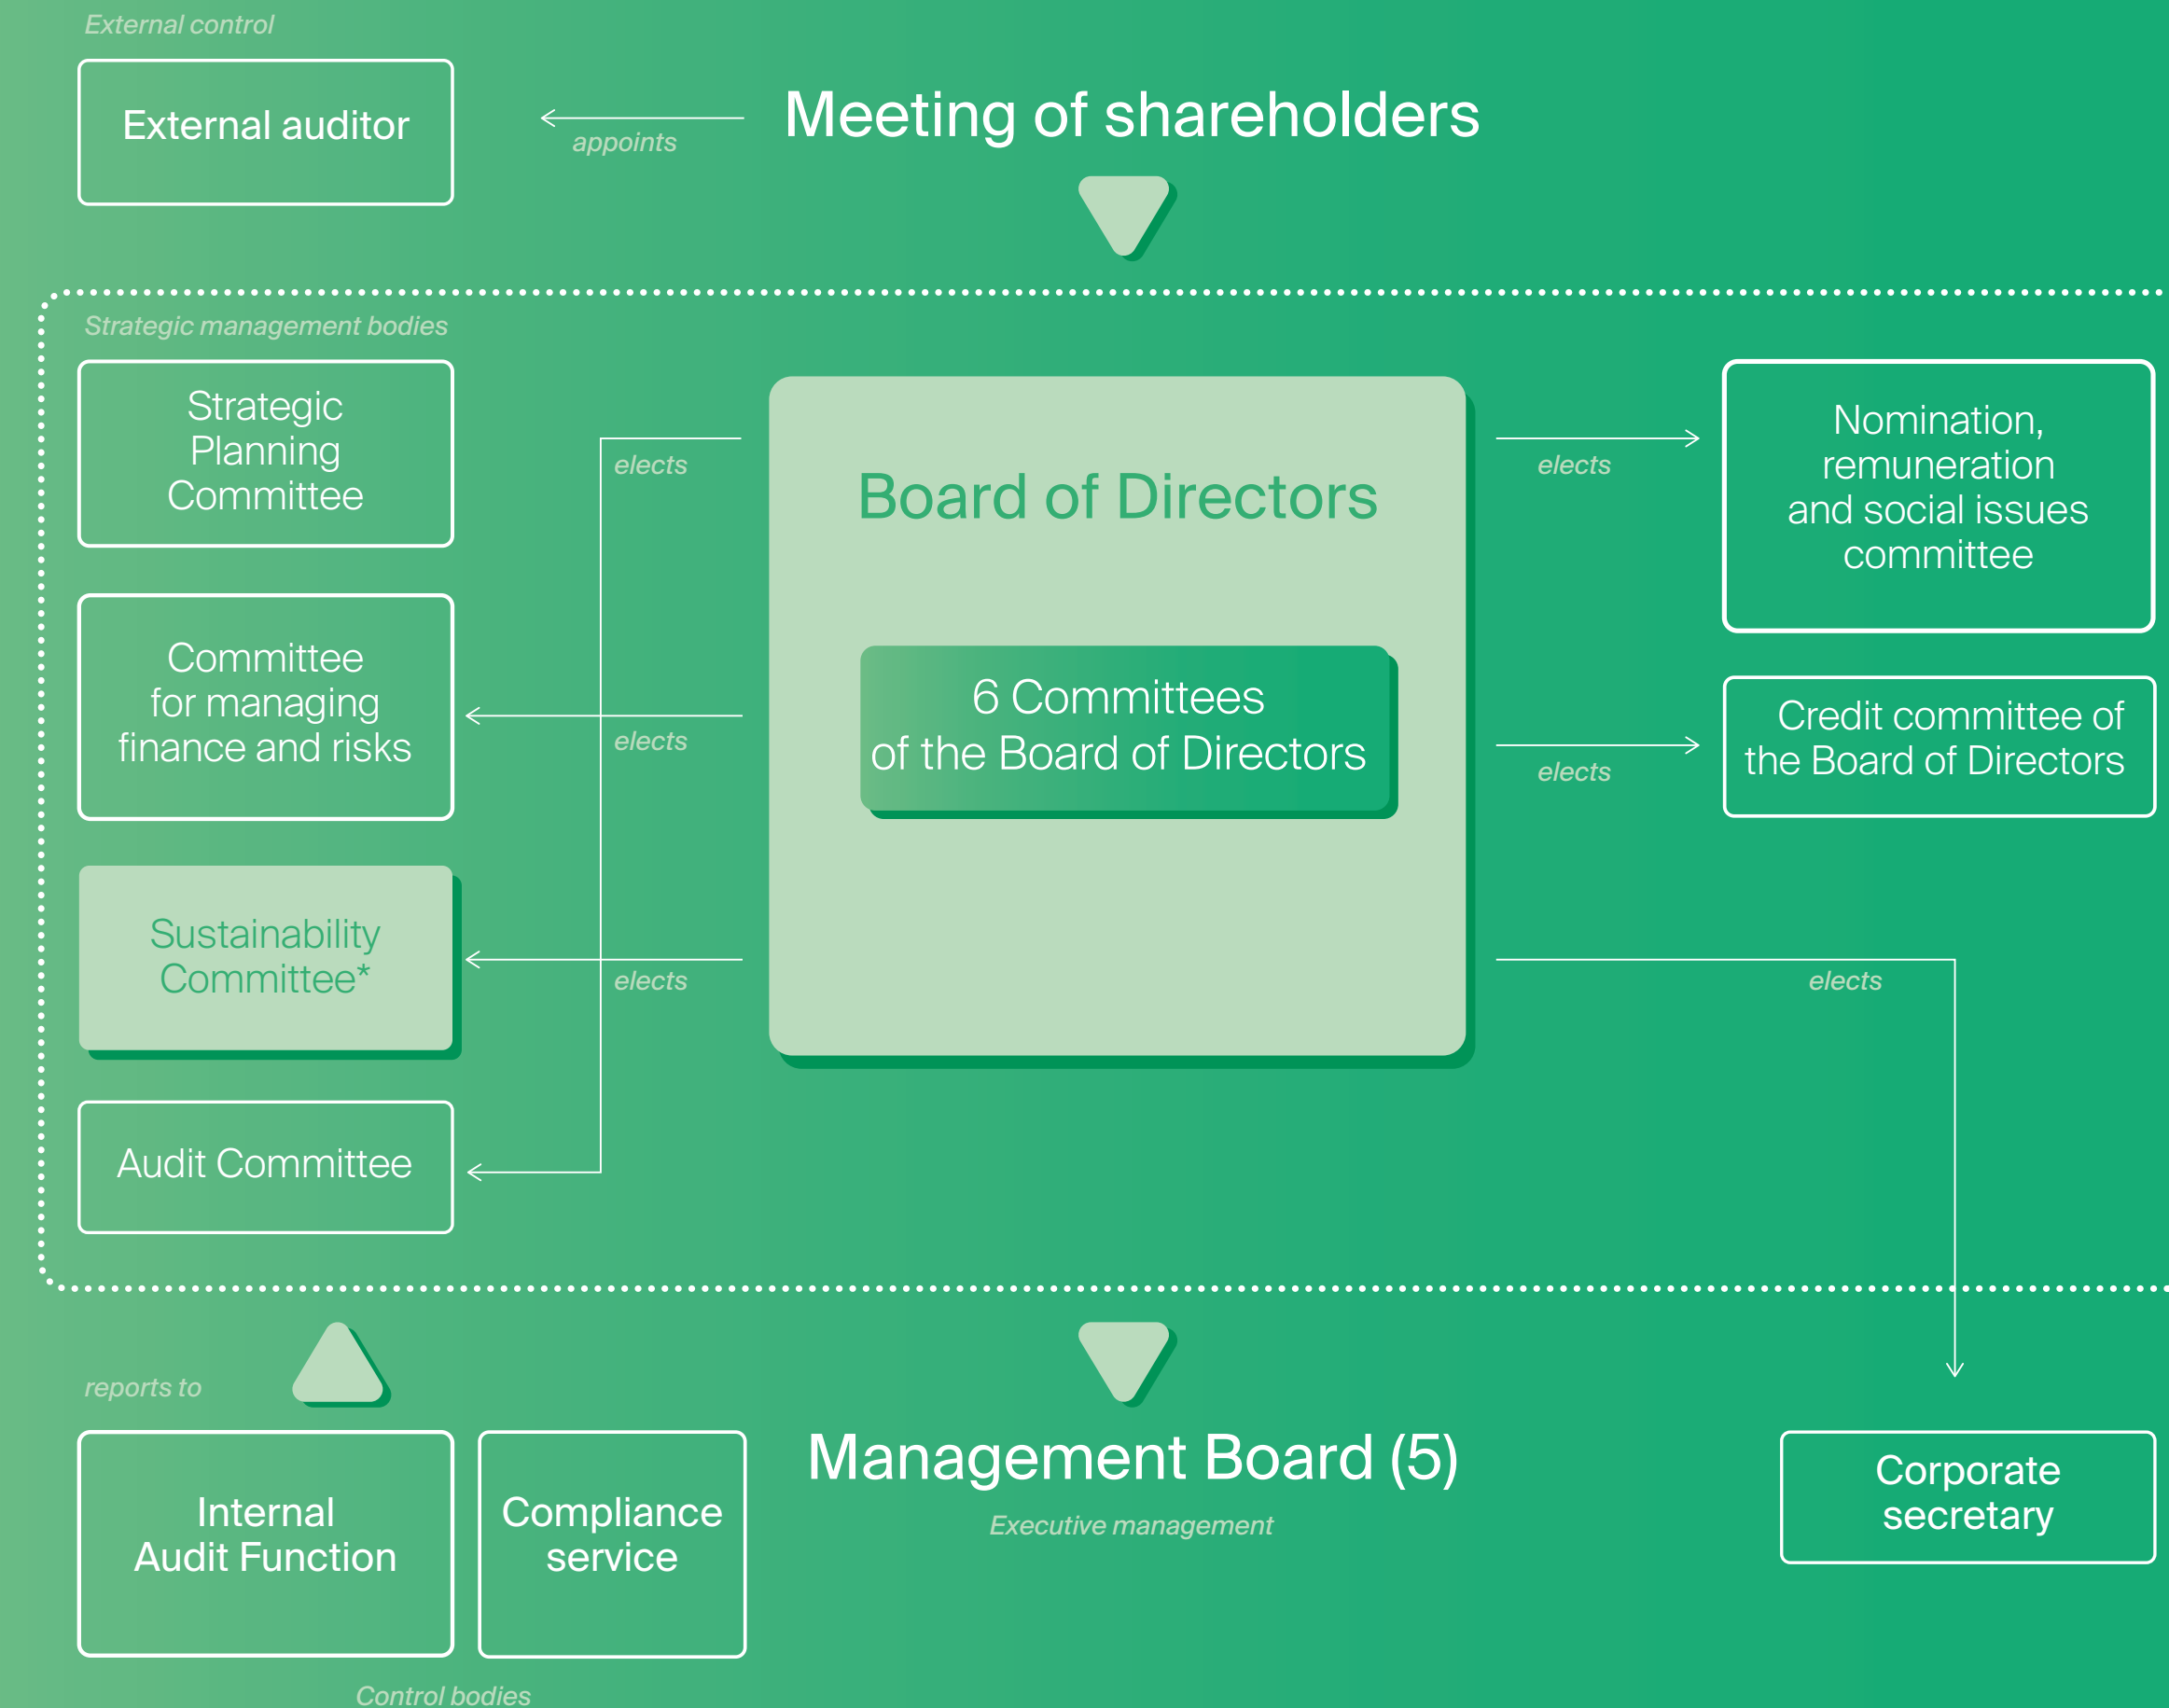 External control
External auditor
appoints
Meeting of shareholders
Strategic management bodies
Strategic
Planning
Committee
elects
Board of Directors
elects
Nomination,
remuneration
and social issues
committee
Committee
for managing
finance and risks
elects
6 Committees
of the Board of Directors
elects
Credit committee of
the Board of Directors
Sustainability
Committee*
elects
elects
Audit Committee
reports to
Internal
Audit Function
Compliance
service
Management Board (5)
Executive management
Corporate
secretary
Control bodies